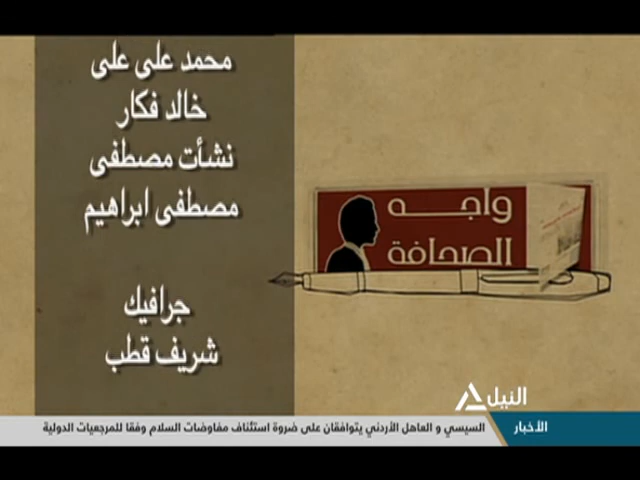 محمد على على
خالد فكار
نشأت مصطفى
مصطفى ابراهيم
جرافيك
شريف قطب
واجه
الصحافة
النيل
الأخبار
السيسي و العاهل الأردني يتوافقان على ضروة استئناف مفاوضات السلام وفقا للمرجعيات الدولية